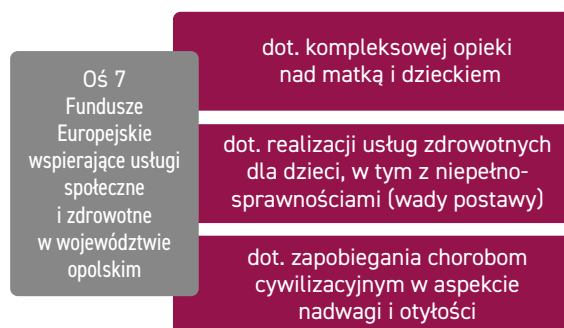 Oś 7
Fundusze
Europejskie
wspierające usługi
społeczne
i zdrowotne
w województwie
opolskim
dot. kompleksowej opieki
nad matką i dzieckiem
dot. realizacji usług zdrowotnych
dla dzieci, w tym z niepełno-
sprawnościami (wady postawy)
dot. zapobiegania chorobom
cywilizacyjnym w aspekcie
nadwagi i otyłości